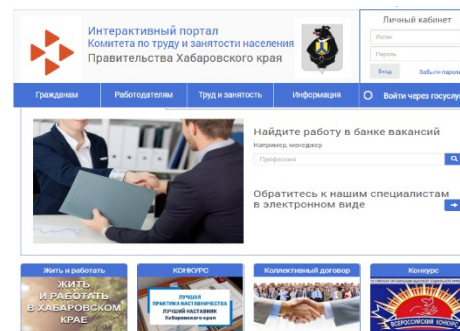 Личный кабинет
Интерактивный портал
Комитета по труду и занятости населения
Правительства Хабаровского края
Логин
Пароль
Вход
Забыли пароль
Гражданам
Работодателям
Труд и занятость
Информация
Войти через госуслу
Найдите работу в банке вакансий
Например, менеджер
Профессия
Обратитесь к нашим специалистам
в электронном виде
Жить и работать
ЖИТЬ
И РАБОТАТЬ
В ХАБАРОВСКОМ
КРАЕ
КОНКУРС
ЛУЧШАЯ
ПРАКТИКА НАСТАВНИЧЕСТВА
ЛУЧШИЙ НАСТАВНИК
Хабаровского края
Коллективный договор
Конкурс
ВСЕРОССИЙСКИЙ КОНКУРС